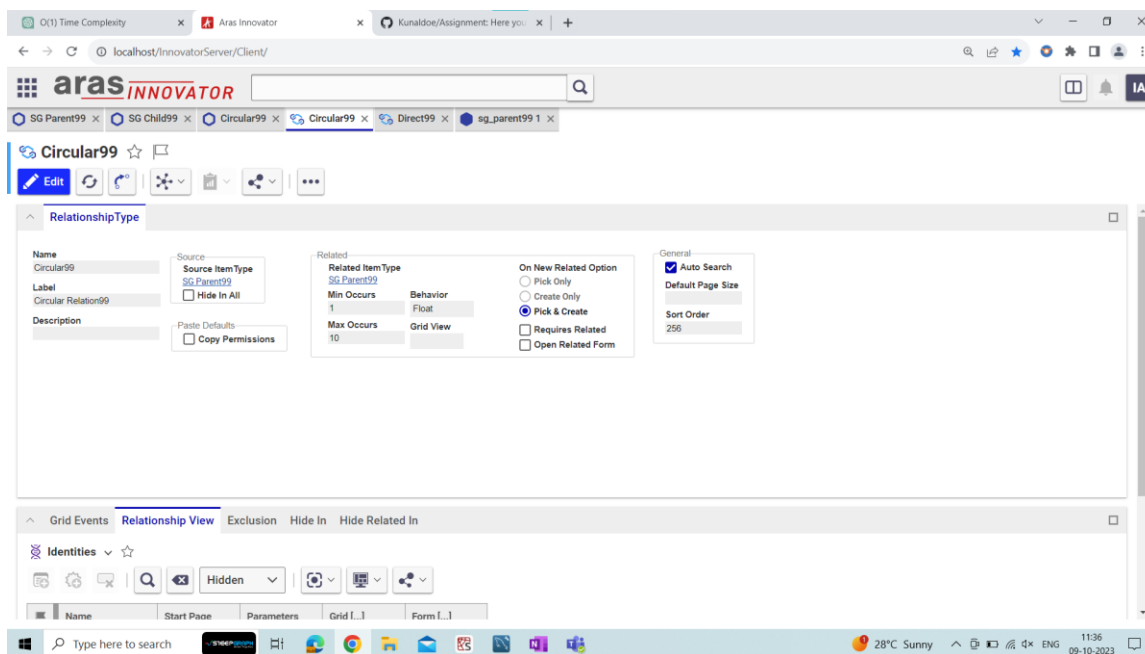 O(1) Time Complexity
Aras Innovator
Kunaldoe/Assignment: Here you
localhost/InnovatorServer/Client/
aras INNOVATOR
IA
SG Parent99
SG Child99
Circular99
Circular99
Direct99
sg_parent99 1
Circular99
Edit
RelationshipType
Name
Circular99
Label
Circular Relation99
Description
Source
Source ItemType
SG Parent99
Hide In All
Paste Defaults
Copy Permissions
Related
Related ItemType
SG Parent99
Min Occurs
Behavior
1
Float
Max Occurs
Grid View
10
On New Related Option
Pick Only
Create Only
Pick & Create
Requires Related
Open Related Form
General
Auto Search
Default Page Size
Sort Order
256
Grid Events
Relationship View
Exclusion
Hide In
Hide Related In
Identities
Hidden
Name
Start Page
Parameters
Grid [...]
Form [...]
Type here to search
28°C Sunny
ENG
11:36
09-10-2023